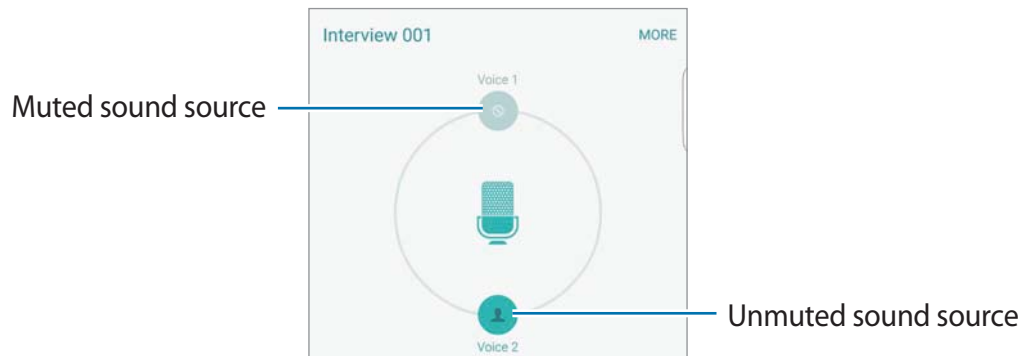 Interview 001 MORE
Voice 1
Muted sound source
Unmuted sound source
Voice 2